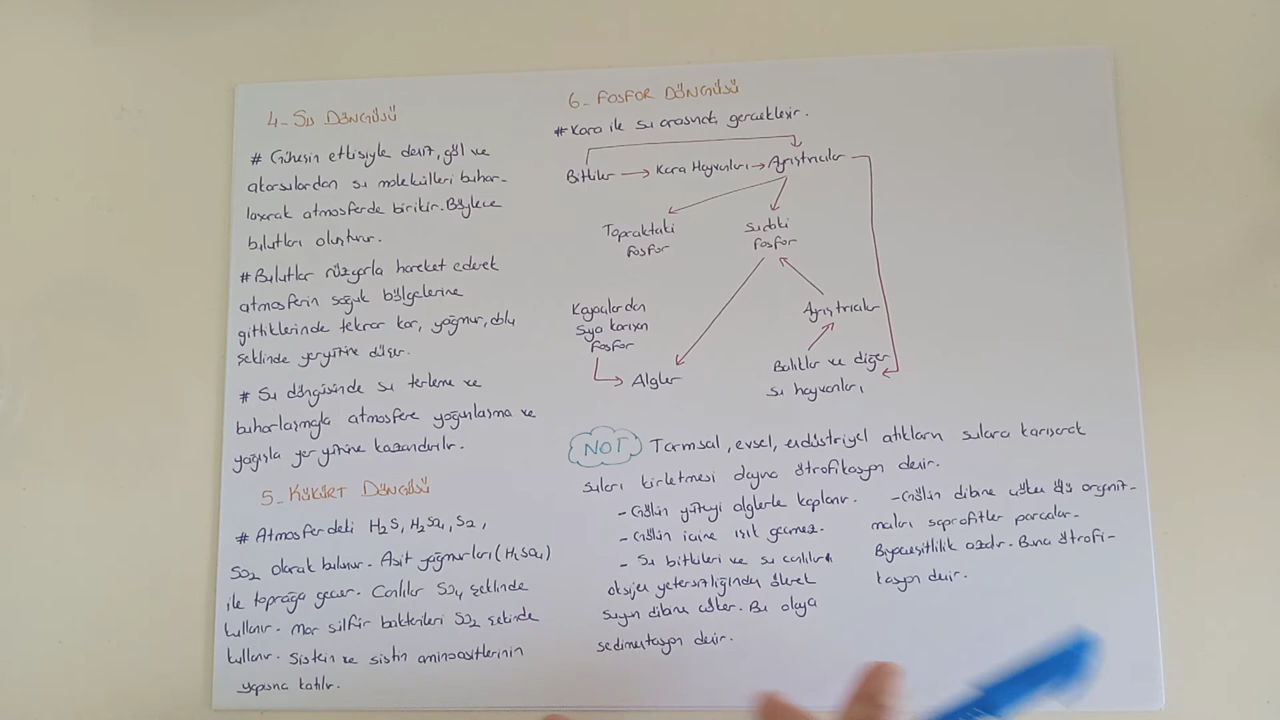 4- SU DÖNGÜSÜ
# Güneşin etkisiyle deniz, göl ve
akarsulardan su molekülleri buhar-
laşarak atmosferde birikir. Böylece
bulutları oluşturur.
# Bulutlar rüzgarla hareket ederek
atmosferin soğuk bölgelerine
gittiklerinde tekrar kar, yağmur, dolu
şeklinde yeryüzüne düşer.
# Su döngüsünde su terleme ve
buharlaşmayla atmosfere yoğunlaşma ve
yağışla yer yüzüne kazandırılır.
5- KÜKÜRT DÖNGÜSÜ
# Atmosferdeki H2S, H2SO4, S2,
SO2 olarak bulunur. Asit yağmurları (H2SO4)
ile toprağa geçer. Canlılar SO4 şeklinde
kullanır. Mor sülfür bakterileri SO2 şeklinde
kullanır. Sistein ve sistin aminoasitlerinin
yapısına katılır.
6- FOSFOR DÖNGÜSÜ
# Kara ile su arasında gerçekleşir.
Bitkiler → Kara Hayvanları → Ayrıştırıcılar
Topraktaki
fosfor
Sudaki
fosfor
Kayaçlardan
Suya karışan
fosfor
Algler
Ayrıştırıcılar
Balıklar ve diğer
su hayvanları
NOT Tarımsal, evsel, endüstriyel atıkların sulara karışarak
suları kirletmesi olayına ötrofikasyon denir.
- Gölün yüzeyi alglerle kaplanır.
- Gölün içine ışık geçmez.
- Su bitkileri ve su canlıları
oksijen yetersizliğinden ölerek
suyun dibine çöker. Bu olaya
sedimentasyon denir.
- Gölün dibine çöken ölü organiz-
maları saprofitler parçalar.
Biyoçeşitlilik azalır. Buna ötrofi-
kasyon denir.